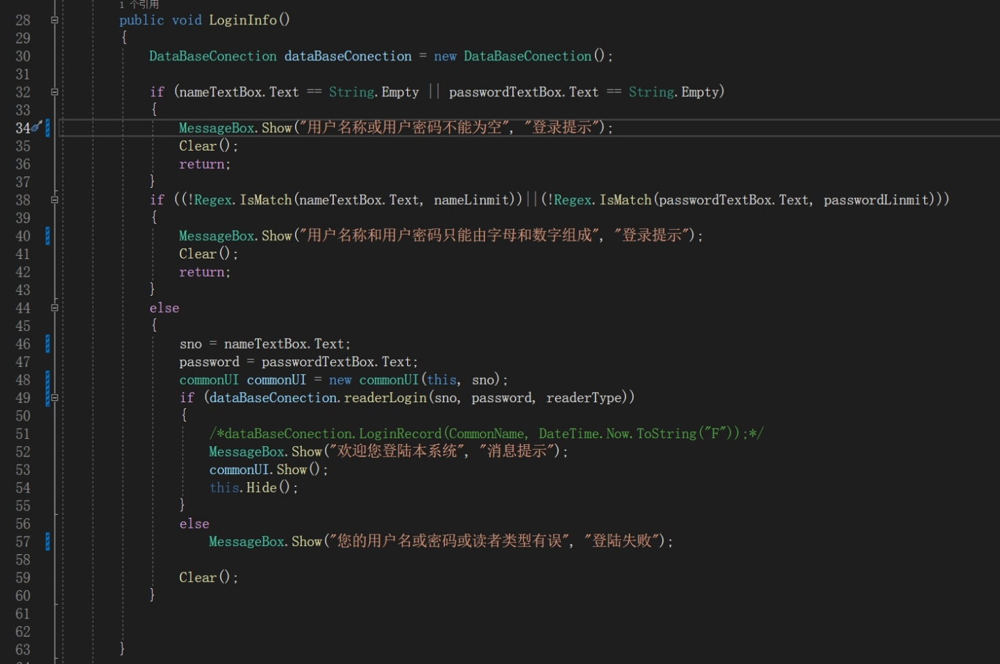 1 个引用
28 public void LoginInfo()
29 {
30 DataBaseConection dataBaseConection = new DataBaseConection();
31
32 if (nameTextBox.Text == String.Empty || passwordTextBox.Text == String.Empty)
33 {
34 MessageBox.Show("用户名称或用户密码不能为空", "登录提示");
35 Clear();
36 return;
37 }
38 if ((!Regex.IsMatch(nameTextBox.Text, nameLinmit))||(!Regex.IsMatch(passwordTextBox.Text, passwordLinmit)))
39 {
40 MessageBox.Show("用户名称和用户密码只能由字母和数字组成", "登录提示");
41 Clear();
42 return;
43 }
44 else
45 {
46 sno = nameTextBox.Text;
47 password = passwordTextBox.Text;
48 commonUI commonUI = new commonUI(this, sno);
49 if (dataBaseConection.readerLogin(sno, password, readerType))
50 {
51 /*dataBaseConection.LoginRecord(CommonName, DateTime.Now.ToString("F"));*/
52 MessageBox.Show("欢迎您登陆本系统", "消息提示");
53 commonUI.Show();
54 this.Hide();
55 }
56 else
57 MessageBox.Show("您的用户名或密码或读者类型有误", "登陆失败");
58
59 Clear();
60 }
61
62
63 }